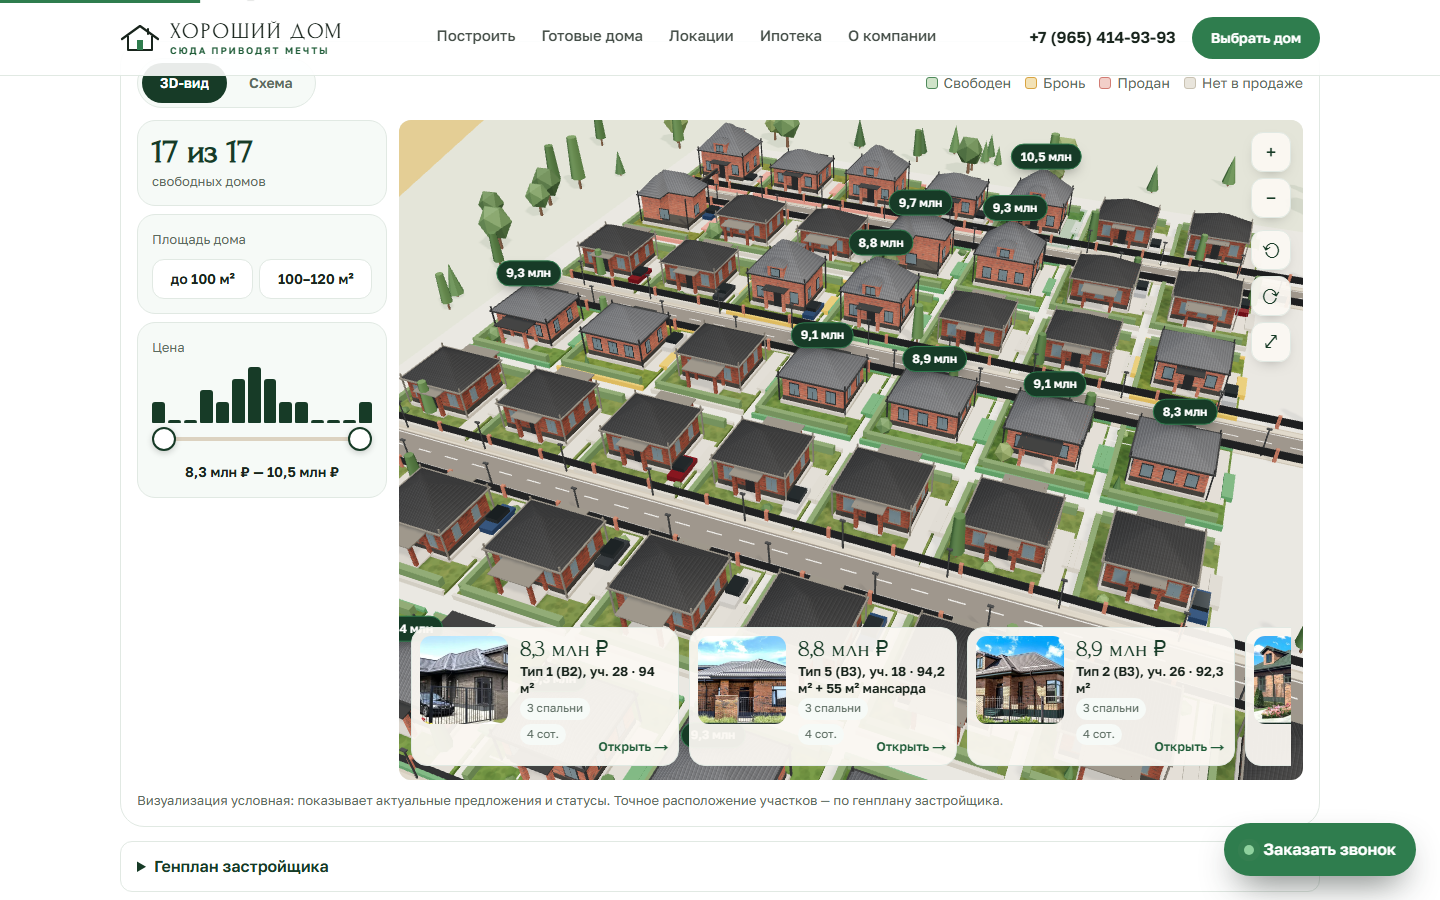 ХОРОШИЙ ДОМ
СЮДА ПРИВОДЯТ МЕЧТЫ
Построить
Готовые дома
Локации
Ипотека
О компании
+7 (965) 414-93-93
Выбрать дом
3D-вид
Схема
Свободен
Бронь
Продан
Нет в продаже
17 из 17
свободных домов
Площадь дома
до 100 м²
100–120 м²
Цена
8,3 млн ₽ — 10,5 млн ₽
10,5 млн
9,7 млн
9,3 млн
8,8 млн
9,3 млн
9,1 млн
8,9 млн
9,1 млн
8,3 млн
+
−
8,3 млн ₽
Тип 1 (В2), уч. 28 · 94
м²
3 спальни
4 сот.
Открыть →
9,3 млн
8,8 млн ₽
Тип 5 (В3), уч. 18 · 94,2
м² + 55 м² мансарда
3 спальни
4 сот.
Открыть →
8,9 млн ₽
Тип 2 (В3), уч. 26 · 92,3
м²
3 спальни
4 сот.
Открыть →
Визуализация условная: показывает актуальные предложения и статусы. Точное расположение участков — по генплану застройщика.
Генплан застройщика
Заказать звонок